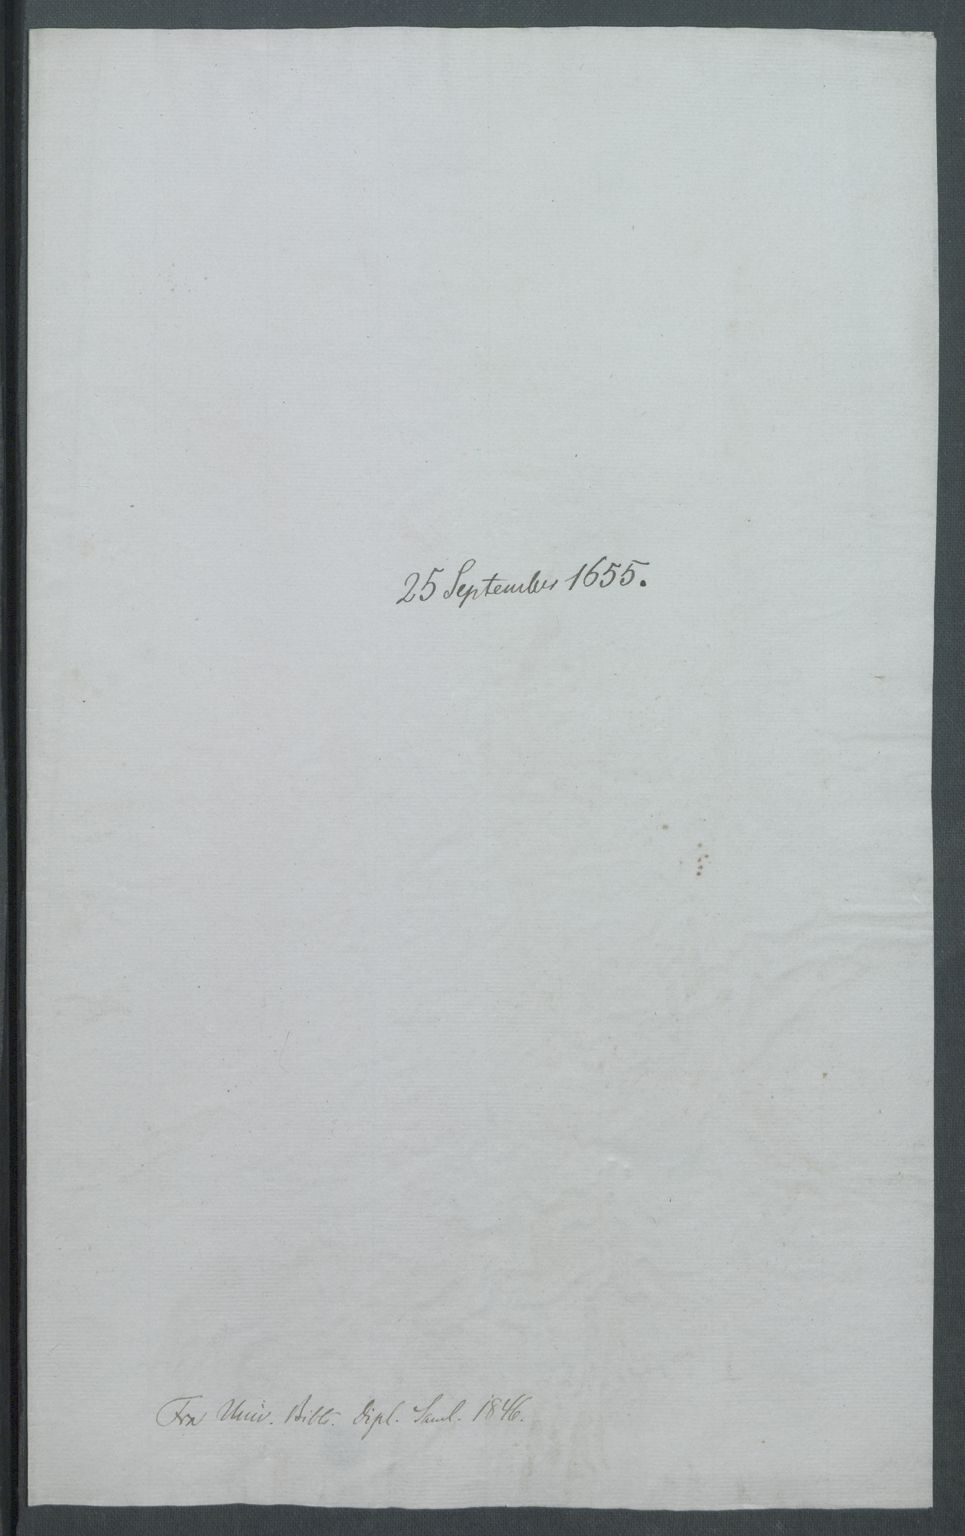 25 September 1655.
Fra Univ. Bibl. Dipl. Saml. 1846.